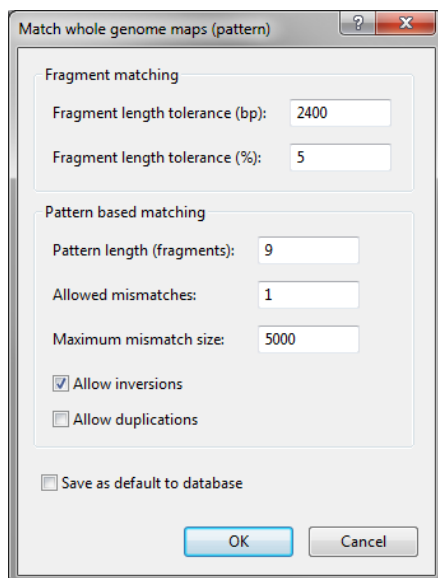 Match whole genome maps (pattern)
?
x
Fragment matching
Fragment length tolerance (bp): 2400
Fragment length tolerance (%): 5
Pattern based matching
Pattern length (fragments): 9
Allowed mismatches: 1
Maximum mismatch size: 5000
Allow inversions
Allow duplications
Save as default to database
OK Cancel